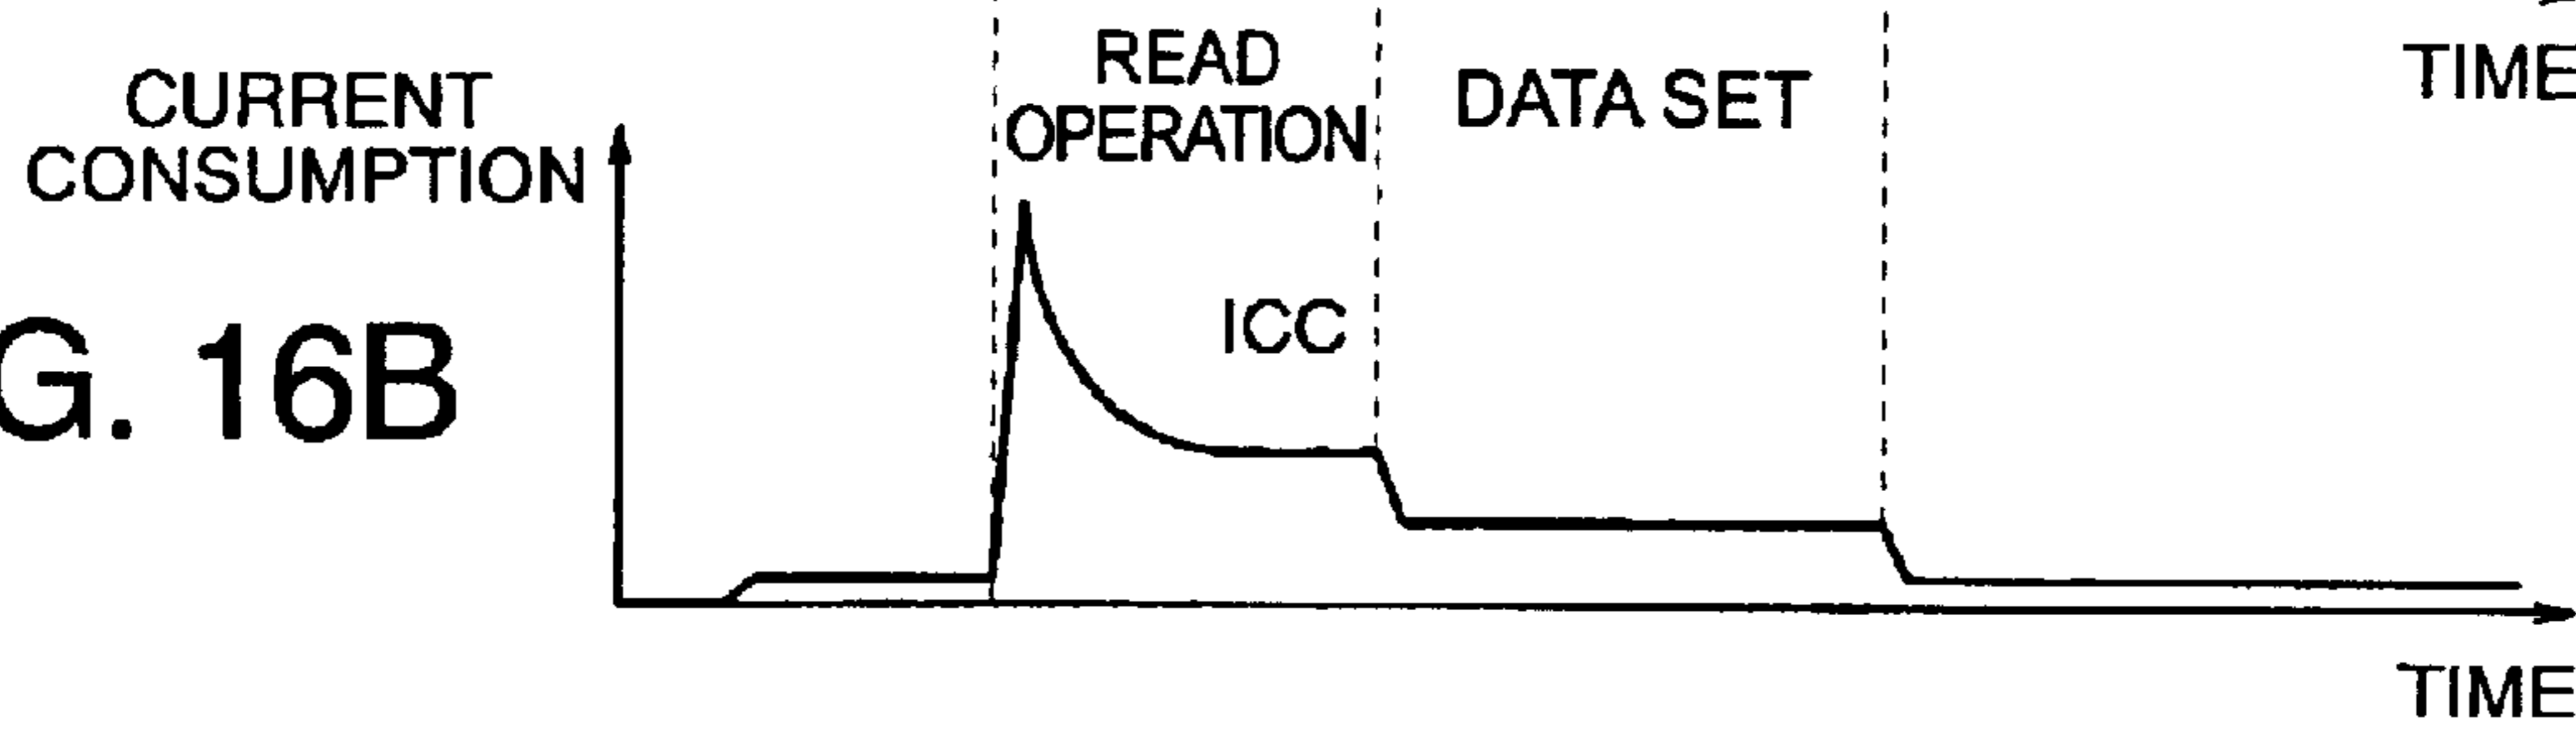 READ
OPERATION
DATA SET
TIME
CURRENT
CONSUMPTION
ICC
G. 16B
TIME